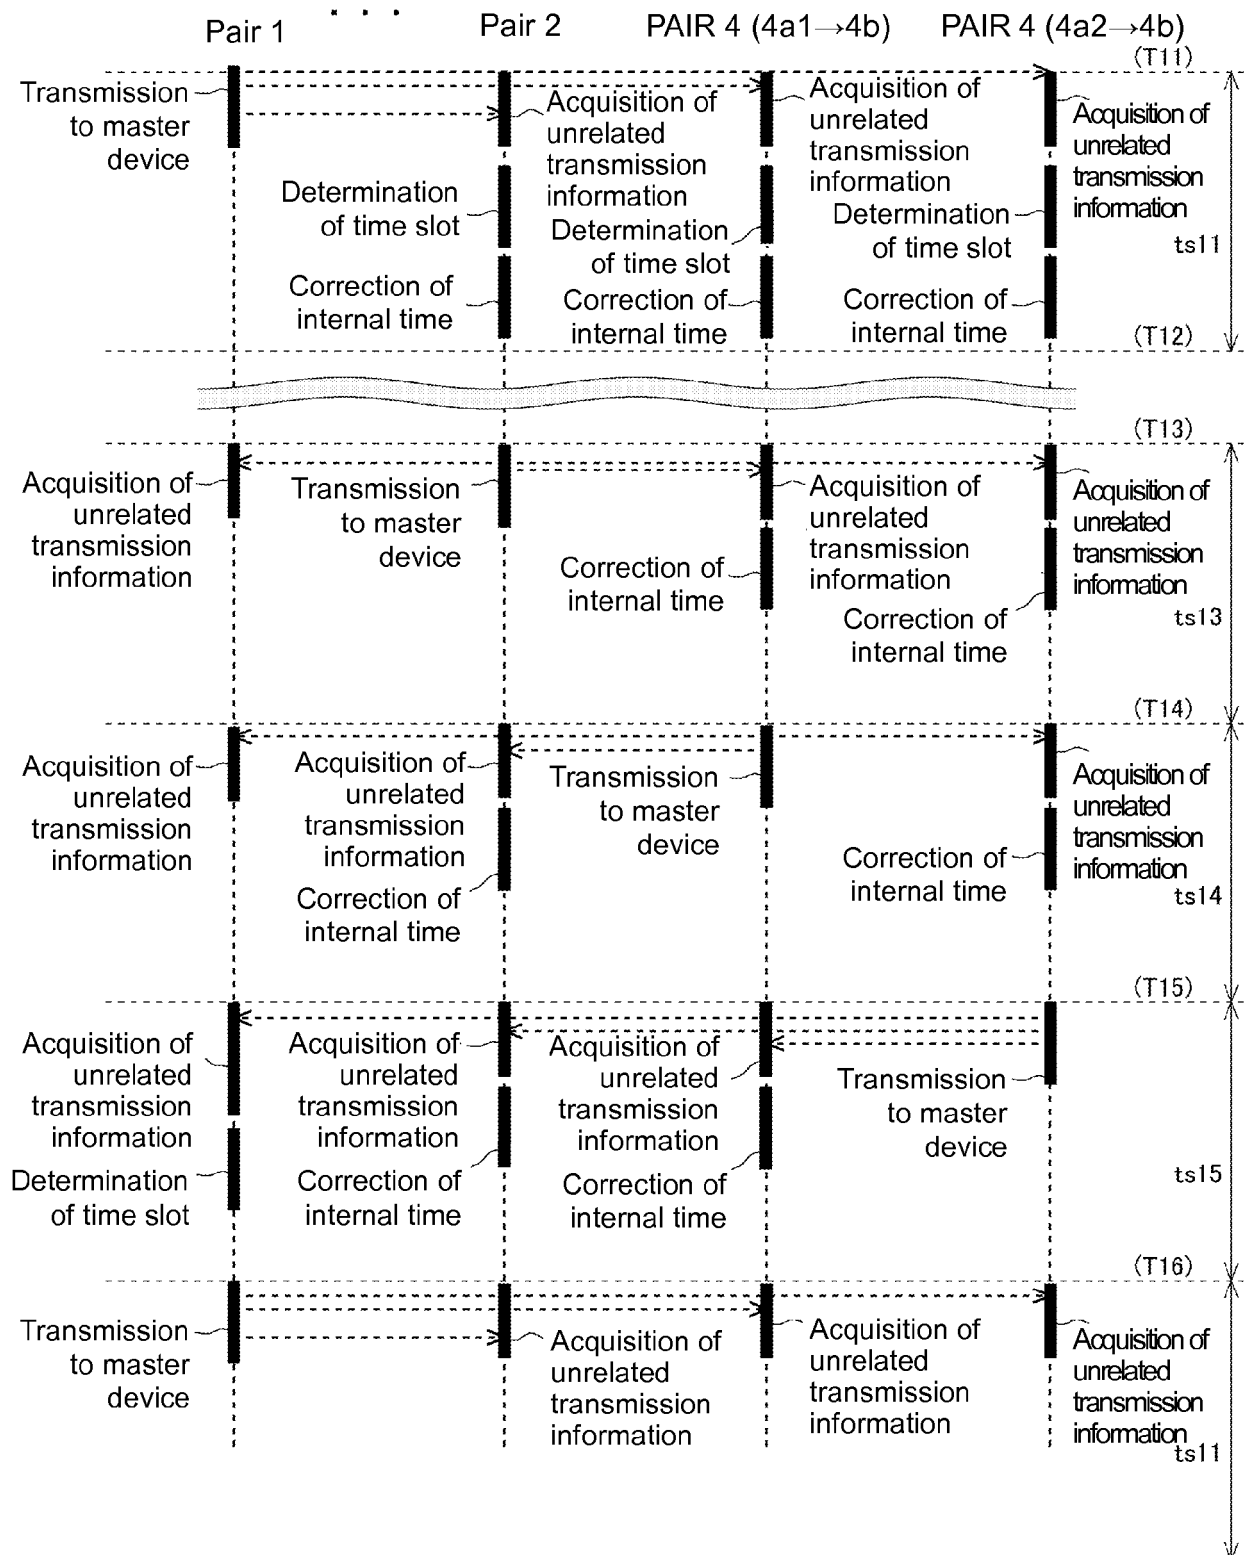 . . .
Pair 1
Pair 2
PAIR 4 (4a1→4b)
PAIR 4 (4a2→4b)
(T11)
Transmission
to master
device
Acquisition of
unrelated
transmission
information
Acquisition of
unrelated
transmission
information
Acquisition of
unrelated
transmission
information
Determination
of time slot
Determination
of time slot
Determination
of time slot
ts11
Correction of
internal time
Correction of
internal time
Correction of
internal time
(T12)
(T13)
Acquisition of
unrelated
transmission
information
Transmission
to master
device
Acquisition of
unrelated
transmission
information
Acquisition of
unrelated
transmission
information
Correction of
internal time
Correction of
internal time
ts13
(T14)
Acquisition of
unrelated
transmission
information
Acquisition of
unrelated
transmission
information
Transmission
to master
device
Acquisition of
unrelated
transmission
information
Correction of
internal time
Correction of
internal time
ts14
(T15)
Acquisition of
unrelated
transmission
information
Acquisition of
unrelated
transmission
information
Acquisition of
unrelated
transmission
information
Transmission
to master
device
Determination
of time slot
Correction of
internal time
Correction of
internal time
ts15
(T16)
Transmission
to master
device
Acquisition of
unrelated
transmission
information
Acquisition of
unrelated
transmission
information
Acquisition of
unrelated
transmission
information
ts11